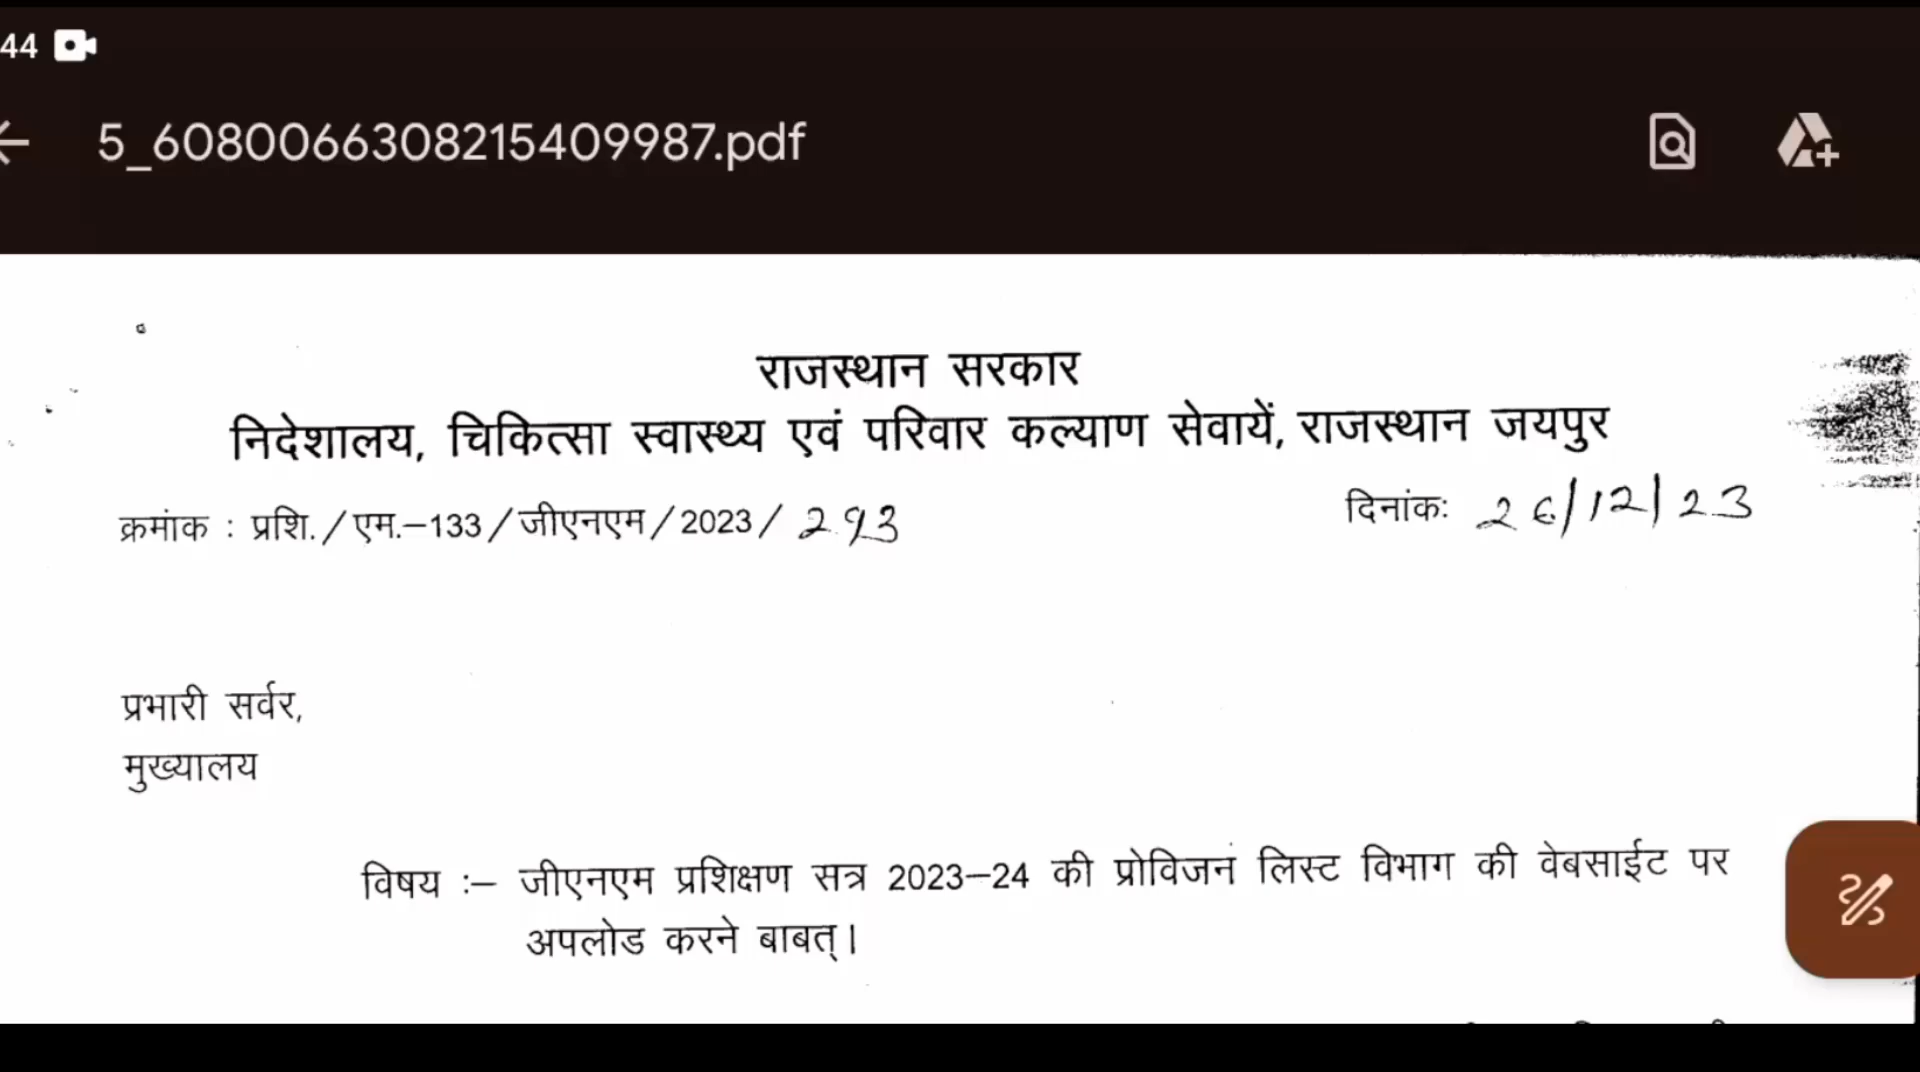 44
5_6080066308215409987.pdf
राजस्थान सरकार
निदेशालय, चिकित्सा स्वास्थ्य एवं परिवार कल्याण सेवायें, राजस्थान जयपुर
क्रमांक : प्रशि./एम.–133/जीएनएम/2023/ 293
दिनांकः 26/12/23
प्रभारी सर्वर,
मुख्यालय
विषय :– जीएनएम प्रशिक्षण सत्र 2023–24 की प्रोविजनं लिस्ट विभाग की वेबसाईट पर
अपलोड करने बाबत्।